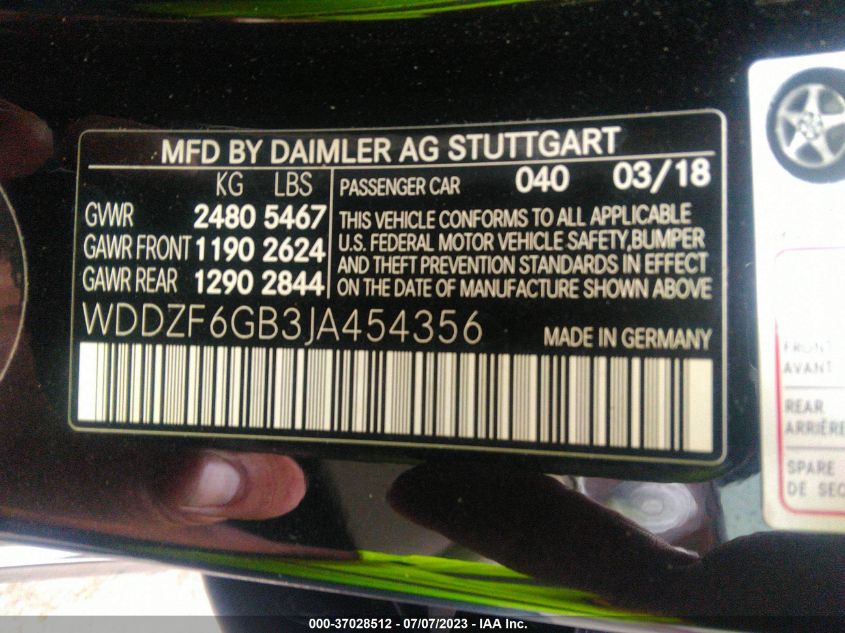 MFD BY DAIMLER AG STUTTGART
KG LBS
GVWR 2480 5467
GAWR FRONT 1190 2624
GAWR REAR 1290 2844
PASSENGER CAR 040 03/18
THIS VEHICLE CONFORMS TO ALL APPLICABLE
U.S. FEDERAL MOTOR VEHICLE SAFETY,BUMPER
AND THEFT PREVENTION STANDARDS IN EFFECT
ON THE DATE OF MANUFACTURE SHOWN ABOVE
WDDZF6GB3JA454356 MADE IN GERMANY
FRONT
AVANT
REAR
ARRIÈRE
SPARE
DE SEC
000-37028512 - 07/07/2023 - IAA Inc.